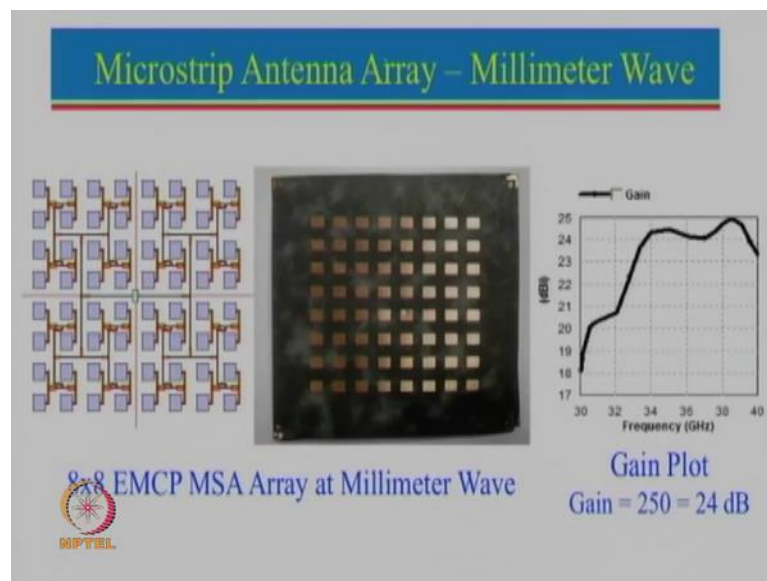 Microstrip Antenna Array – Millimeter Wave
Gain
(dBi)
25
24
23
22
21
20
19
18
17
30 32 34 36 38 40
Frequency (GHz)
8x8 EMCP MSA Array at Millimeter Wave
Gain Plot
Gain = 250 = 24 dB
NPTEL